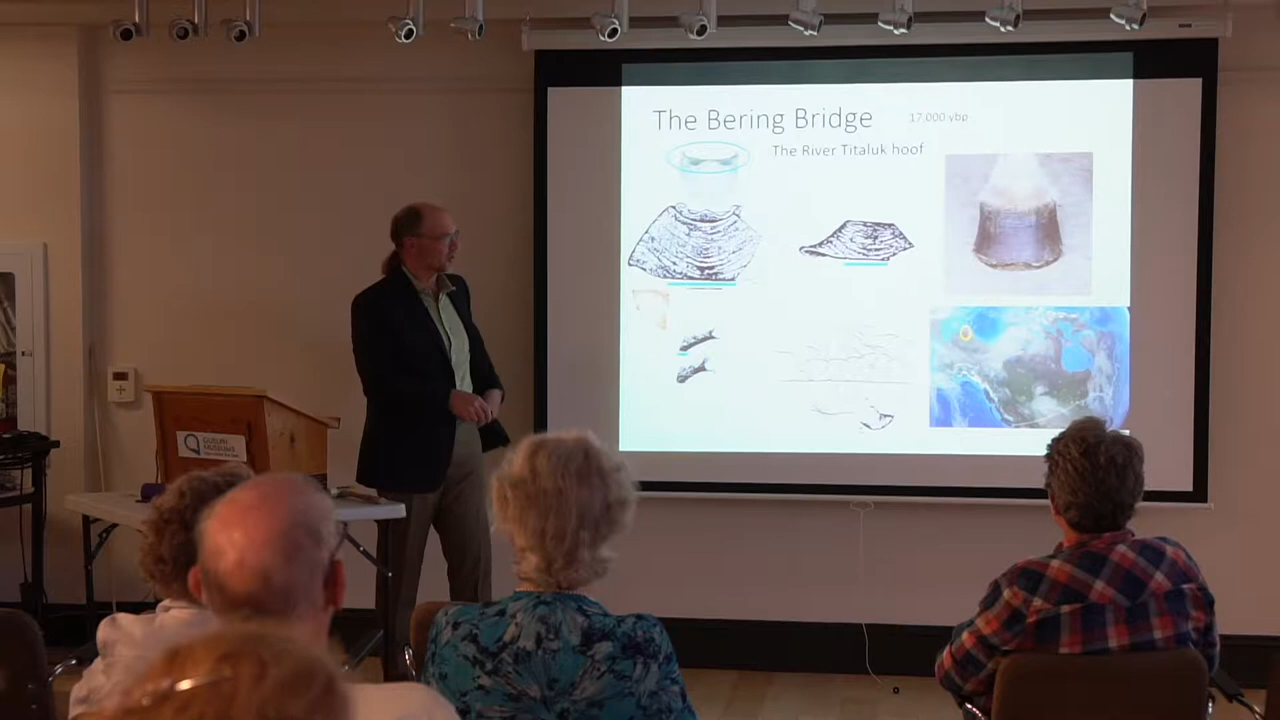 The Bering Bridge
17,000 ybp
The River Titaluk hoof
GUELPH
MUSEUMS